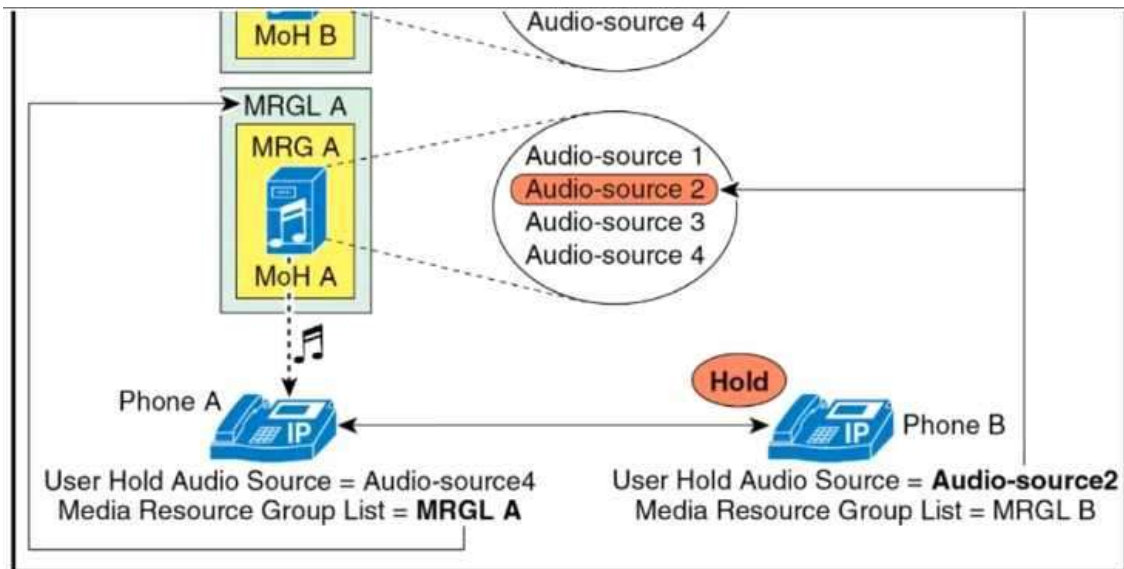 MoH B
Audio-source 4
MRGL A
MRG A
MoH A
Audio-source 1
Audio-source 2
Audio-source 3
Audio-source 4
Hold
Phone A
IP
IP
Phone B
User Hold Audio Source = Audio-source4
Media Resource Group List = MRGL A
User Hold Audio Source = Audio-source2
Media Resource Group List = MRGL B